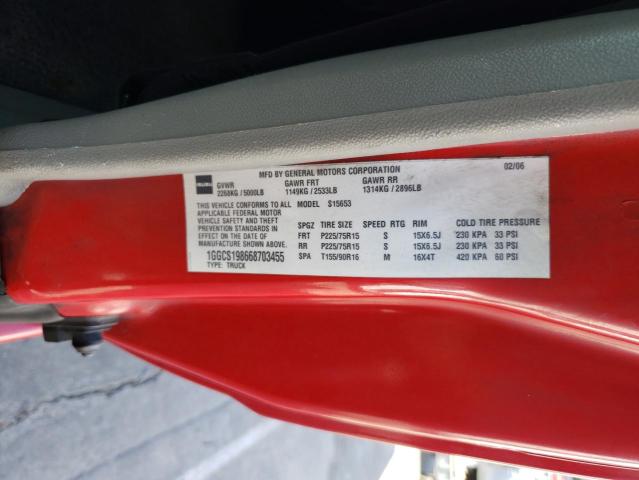 MFD BY GENERAL MOTORS CORPORATION 02/06
ISUZU GVWR GAWR FRT GAWR RR
2268KG / 5000LB 1149KG / 2533LB 1314KG / 2896LB
THIS VEHICLE CONFORMS TO ALL MODEL S15653
APPLICABLE FEDERAL MOTOR
VEHICLE SAFETY AND THEFT
PREVENTION STANDARDS IN
EFFECT ON THE DATE OF
MANUFACTURE SHOWN ABOVE.
1GGCS198668703455
TYPE: TRUCK
SPGZ TIRE SIZE SPEED RTG RIM COLD TIRE PRESSURE
FRT P225/75R15 S 15X6.5J 230 KPA 33 PSI
RR P225/75R15 S 15X6.5J 230 KPA 33 PSI
SPA T155/90R16 M 16X4T 420 KPA 60 PSI